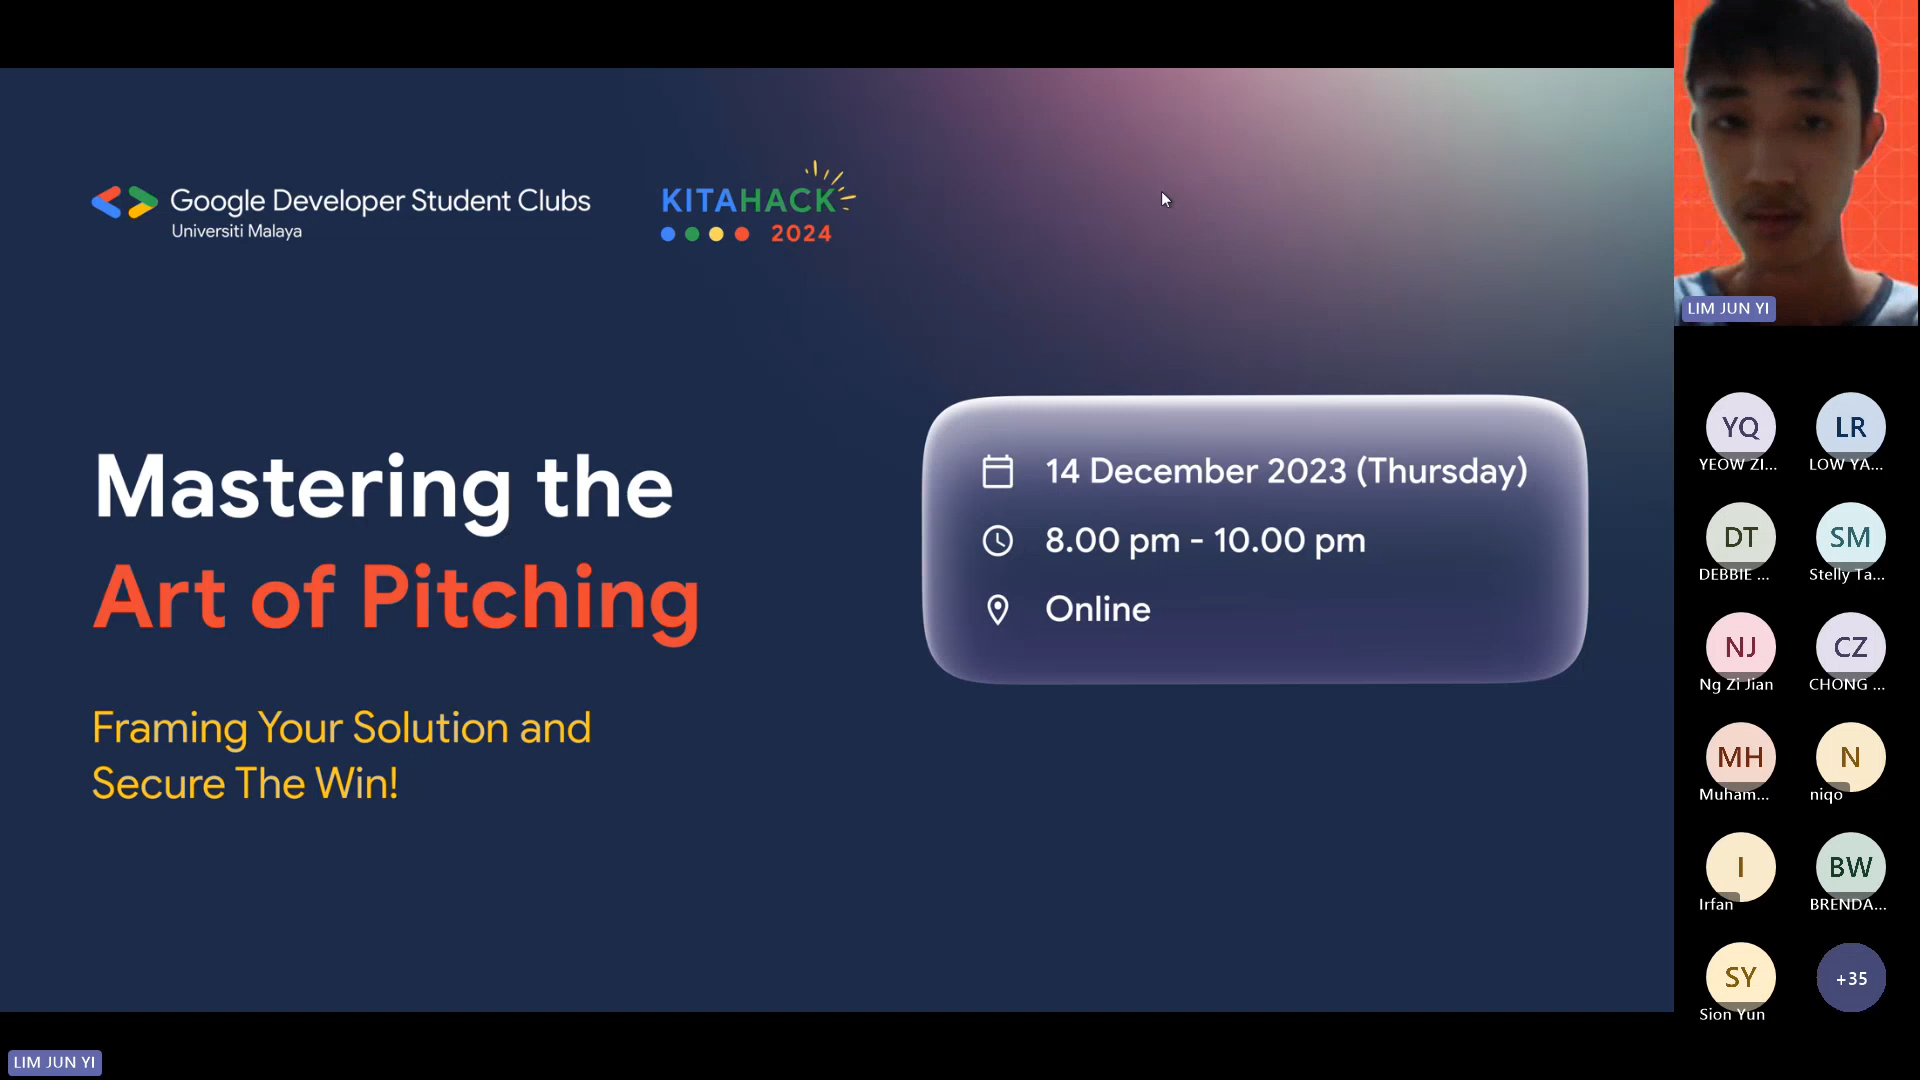 Google Developer Student Clubs
Universiti Malaya
KITAHACK
2024
Mastering the
Art of Pitching
Framing Your Solution and
Secure The Win!
14 December 2023 (Thursday)
8.00 pm - 10.00 pm
Online
LIM JUN YI
YQ
YEOW ZI...
LR
LOW YA...
DT
DEBBIE ...
SM
Stelly Ta...
NJ
Ng Zi Jian
CZ
CHONG ...
MH
Muham...
N
niqo
I
Irfan
BW
BRENDA...
SY
Sion Yun
+35
LIM JUN YI